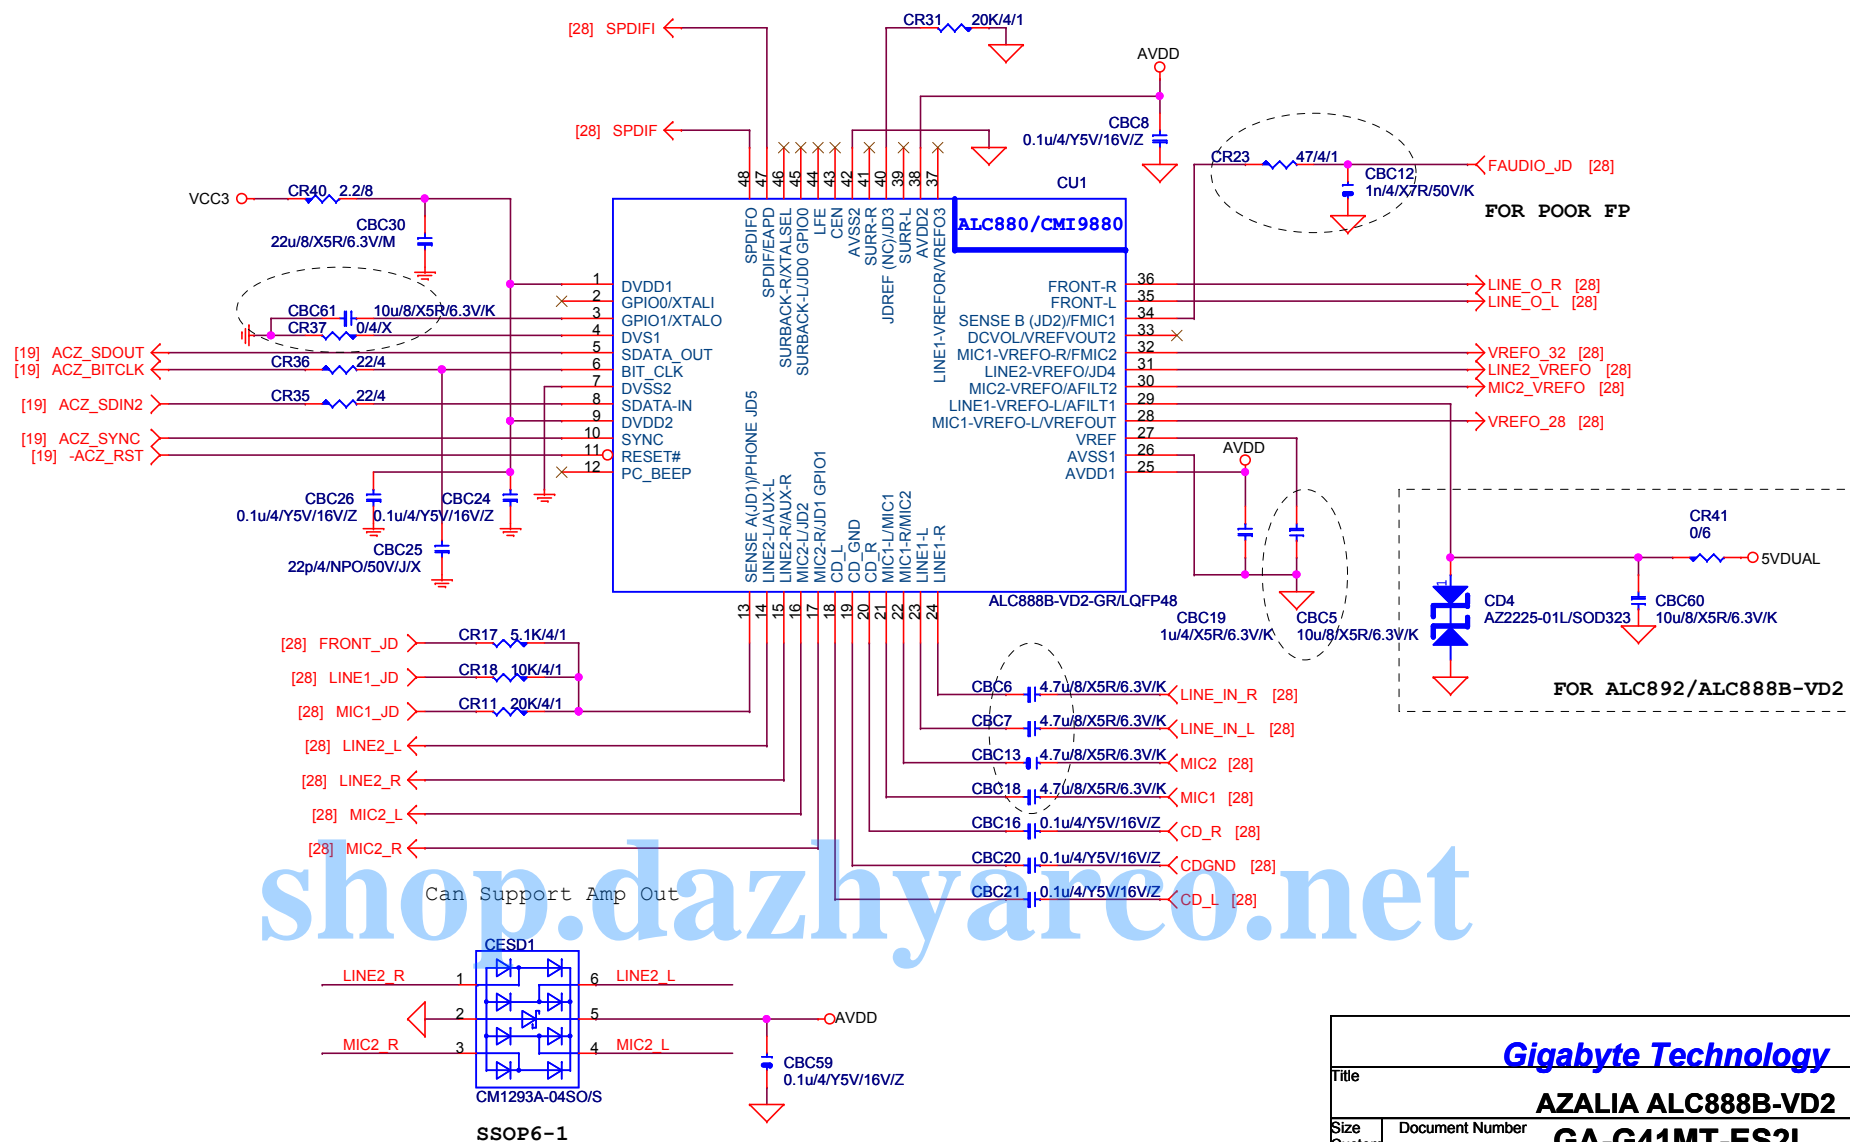 [28] SPDIFI
CR31 20K/4/1
AVDD
[28] SPDIF
CBC8
0.1u/4/Y5V/16V/Z
CR23 47/4/1
FAUDIO_JD [28]
CBC12
1n/4/X7R/50V/K
FOR POOR FP
VCC3
CR40 2.2/8
CBC30
22u/8/X5R/6.3V/M
CU1
ALC880/CMI9880
48 47 46 45 44 43 42 41 40 39 38 37
SPDIFO
SPDIF/EAPD
SURBACK-R/XTALSEL
SURBACK-L/JD0 GPIO0
LFE
CEN
AVSS2
SURR-R
JDREF (NC)/JD3
SURR-L
AVDD2
LINE1-VREFOR/VREFO3
CBC61 10u/8/X5R/6.3V/K
CR37 0/4/X
[19] ACZ_SDOUT
[19] ACZ_BITCLK
CR36 22/4
[19] ACZ_SDIN2
CR35 22/4
[19] ACZ_SYNC
[19] -ACZ_RST
1 DVDD1
2 GPIO0/XTALI
3 GPIO1/XTALO
4 DVS1
5 SDATA_OUT
6 BIT_CLK
7 DVSS2
8 SDATA-IN
9 DVDD2
10 SYNC
11 RESET#
12 PC_BEEP
FRONT-R 36
FRONT-L 35
SENSE B (JD2)/FMIC1 34
DCVOL/VREFVOUT2 33
MIC1-VREFO-R/FMIC2 32
LINE2-VREFO/JD4 31
MIC2-VREFO/AFILT2 30
LINE1-VREFO-L/AFILT1 29
MIC1-VREFO-L/VREFOUT 28
VREF 27
AVSS1 26
AVDD1 25
LINE_O_R [28]
LINE_O_L [28]
VREFO_32 [28]
LINE2_VREFO [28]
MIC2_VREFO [28]
VREFO_28 [28]
AVDD
CBC26
0.1u/4/Y5V/16V/Z
CBC24
0.1u/4/Y5V/16V/Z
CBC25
22p/4/NPO/50V/J/X
SENSE A(JD1)/PHONE JD5
LINE2-L/AUX-L
LINE2-R/AUX-R
MIC2-L/JD2
MIC2-R/JD1 GPIO1
CD_L
CD_GND
CD_R
MIC1-L/MIC1
MIC1-R/MIC2
LINE1-L
LINE1-R
13 14 15 16 17 18 19 20 21 22 23 24
ALC888B-VD2-GR/LQFP48
CBC19
1u/4/X5R/6.3V/K
CBC5
10u/8/X5R/6.3V/K
CR41
0/6
5VDUAL
1
CD4
AZ2225-01L/SOD323
CBC60
10u/8/X5R/6.3V/K
FOR ALC892/ALC888B-VD2
[28] FRONT_JD
CR17 5.1K/4/1
[28] LINE1_JD
CR18 10K/4/1
[28] MIC1_JD
CR11 20K/4/1
[28] LINE2_L
[28] LINE2_R
[28] MIC2_L
[28] MIC2_R
CBC6 4.7u/8/X5R/6.3V/K LINE_IN_R [28]
CBC7 4.7u/8/X5R/6.3V/K LINE_IN_L [28]
CBC13 4.7u/8/X5R/6.3V/K MIC2 [28]
CBC18 4.7u/8/X5R/6.3V/K MIC1 [28]
CBC16 0.1u/4/Y5V/16V/Z CD_R [28]
CBC20 0.1u/4/Y5V/16V/Z CDGND [28]
CBC21 0.1u/4/Y5V/16V/Z CD_L [28]
shop.dazhyarco.net
Can Support Amp Out
CESD1
LINE2_R 1 6 LINE2_L
2 5 AVDD
MIC2_R 3 4 MIC2_L
CBC59
0.1u/4/Y5V/16V/Z
CM1293A-04SO/S
SSOP6-1
Gigabyte Technology
Title
AZALIA ALC888B-VD2
Size Document Number
Custom GA-G41MT-ES2L